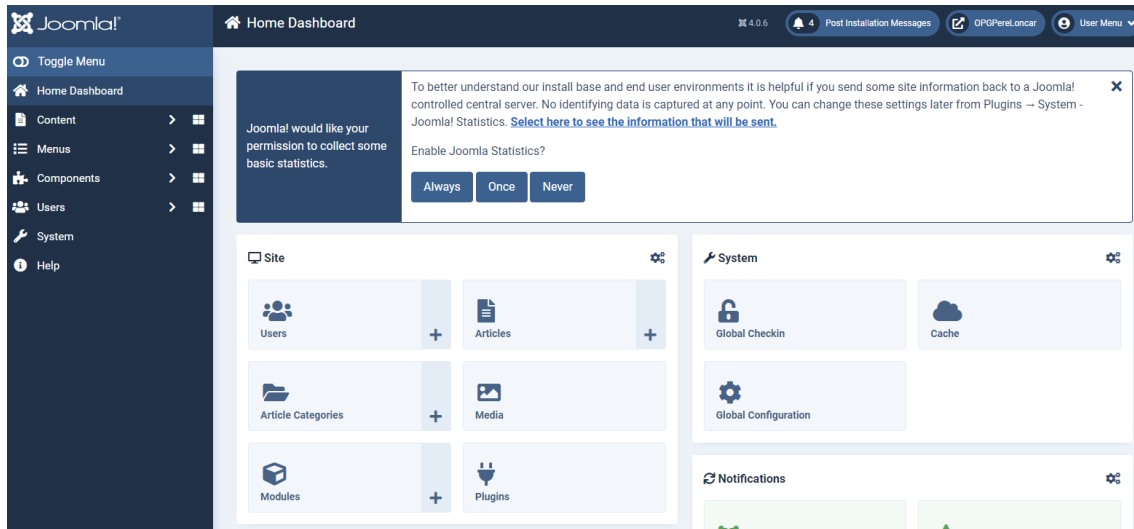 Joomla!®
Home Dashboard
4.0.6
4 Post Installation Messages
OPGPereLoncar
User Menu
Toggle Menu
Home Dashboard
Content
Menus
Components
Users
System
Help
Joomla! would like your
permission to collect some
basic statistics.
To better understand our install base and end user environments it is helpful if you send some site information back to a Joomla!
controlled central server. No identifying data is captured at any point. You can change these settings later from Plugins → System -
Joomla! Statistics. Select here to see the information that will be sent.
Enable Joomla Statistics?
Always Once Never
Site
Users
Articles
Article Categories
Media
Modules
Plugins
System
Global Checkin
Cache
Global Configuration
Notifications